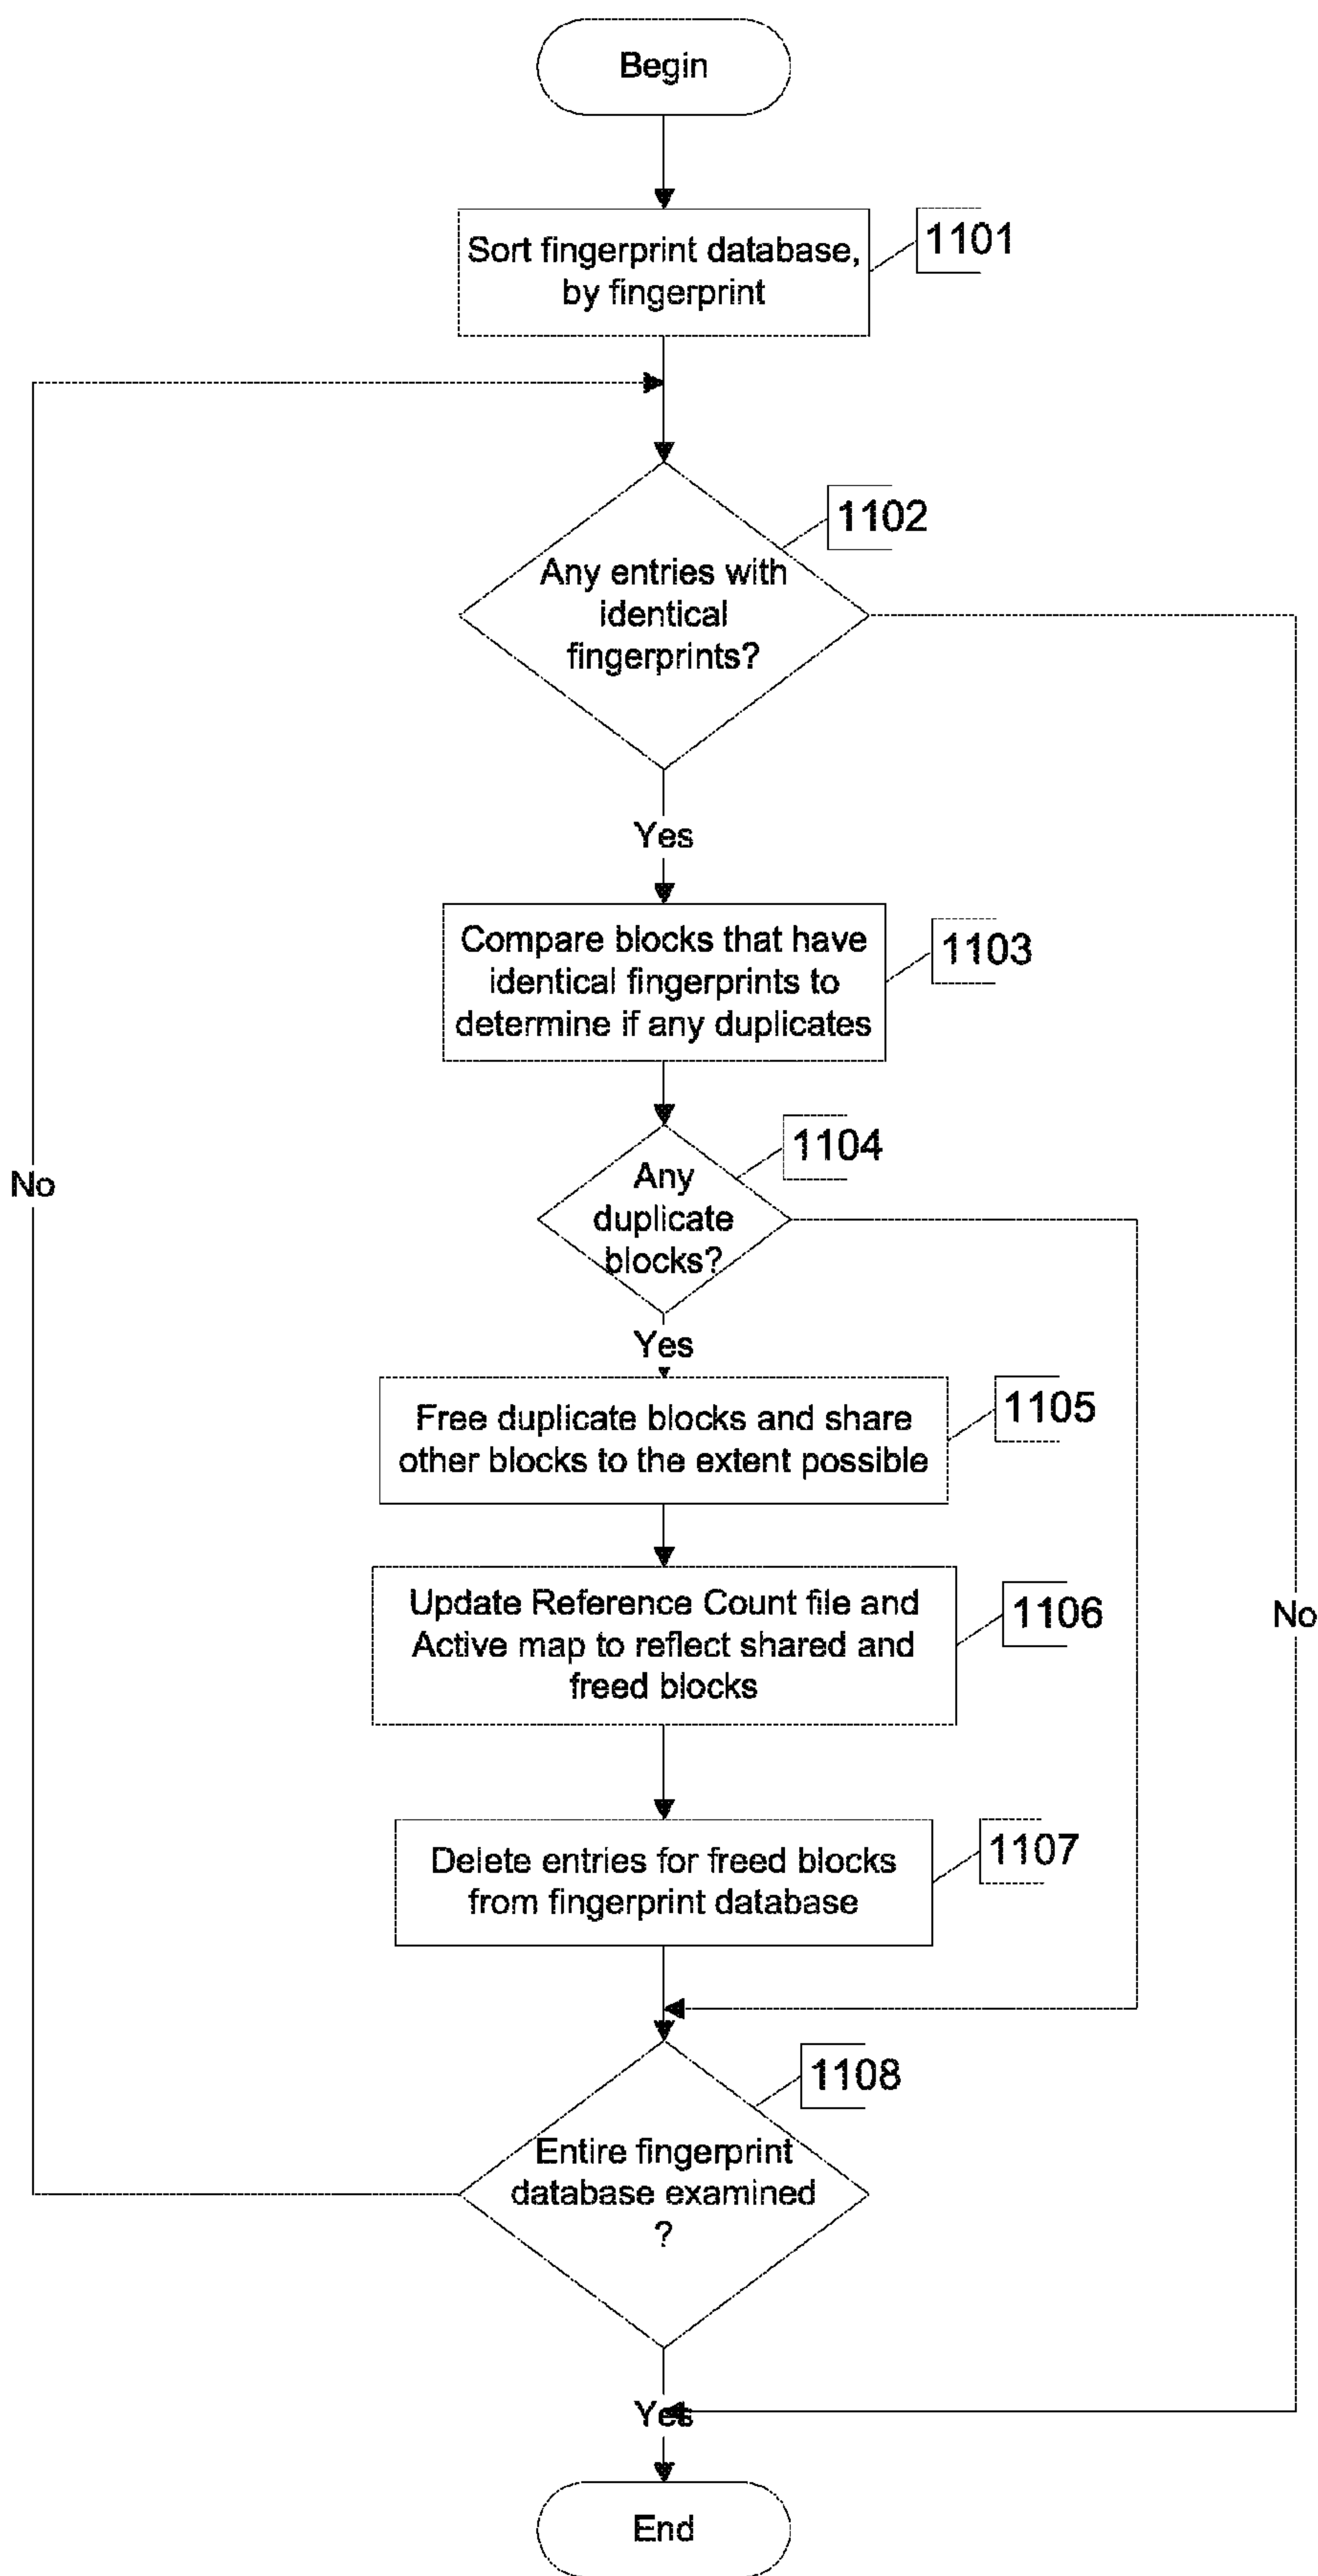 Begin
Sort fingerprint database,
by fingerprint
1101
Any entries with
identical
fingerprints?
1102
Yes
Compare blocks that have
identical fingerprints to
determine if any duplicates
1103
Any
duplicate
blocks?
1104
No
Yes
Free duplicate blocks and share
other blocks to the extent possible
1105
Update Reference Count file and
Active map to reflect shared and
freed blocks
1106
No
Delete entries for freed blocks
from fingerprint database
1107
Entire fingerprint
database examined
?
1108
Yes
End